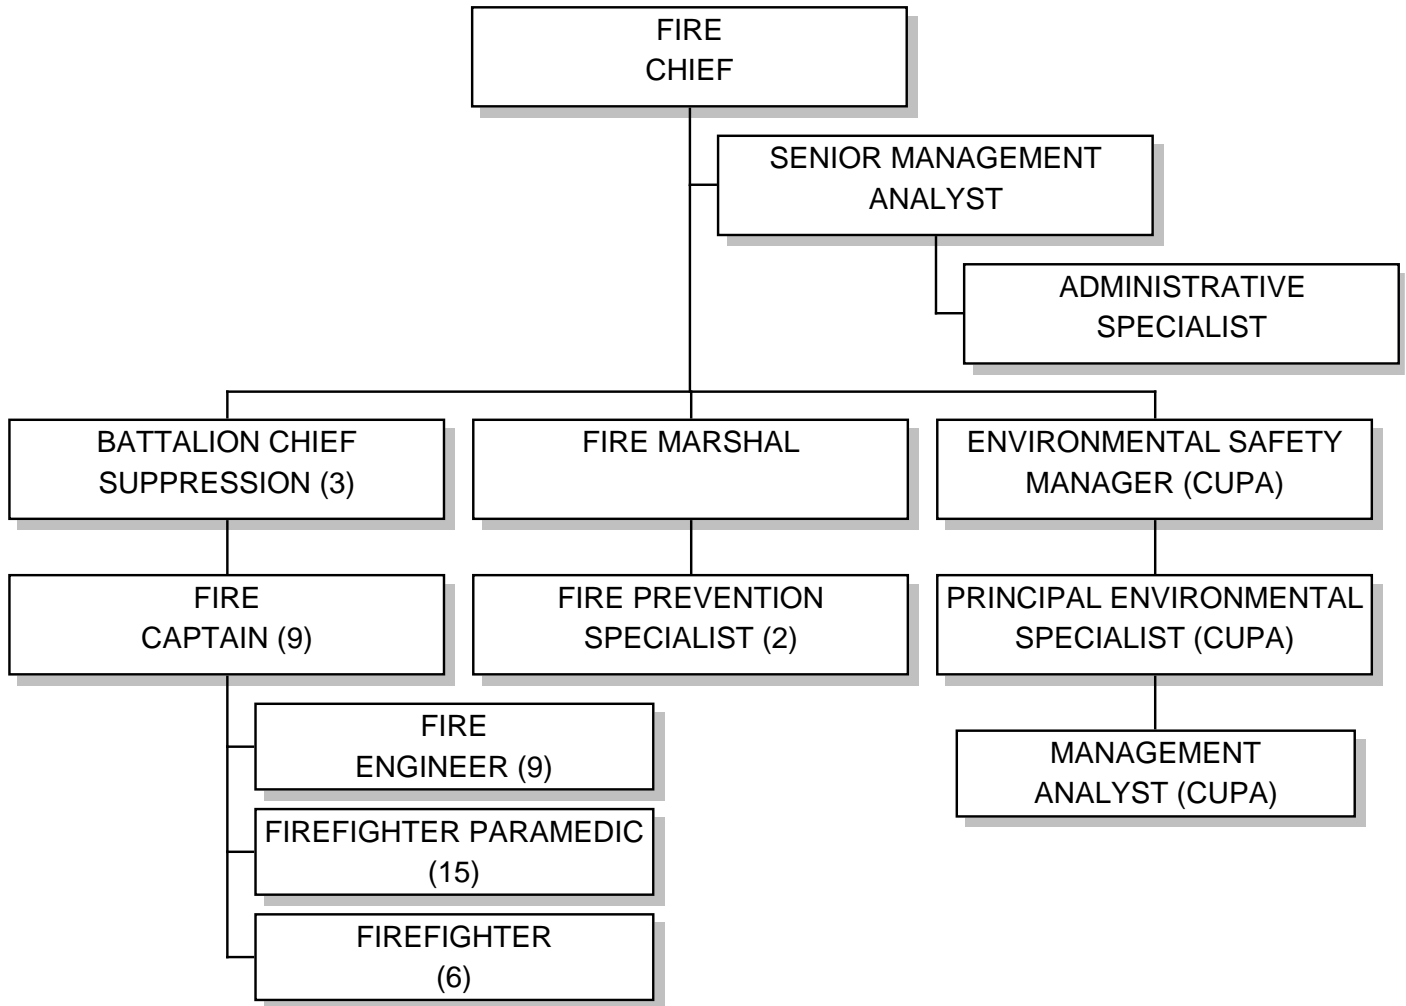 FIRE
CHIEF
SENIOR MANAGEMENT
ANALYST
ADMINISTRATIVE
SPECIALIST
BATTALION CHIEF
SUPPRESSION (3)
FIRE MARSHAL
ENVIRONMENTAL SAFETY
MANAGER (CUPA)
FIRE
CAPTAIN (9)
FIRE PREVENTION
SPECIALIST (2)
PRINCIPAL ENVIRONMENTAL
SPECIALIST (CUPA)
FIRE
ENGINEER (9)
FIREFIGHTER PARAMEDIC
(15)
FIREFIGHTER
(6)
MANAGEMENT
ANALYST (CUPA)